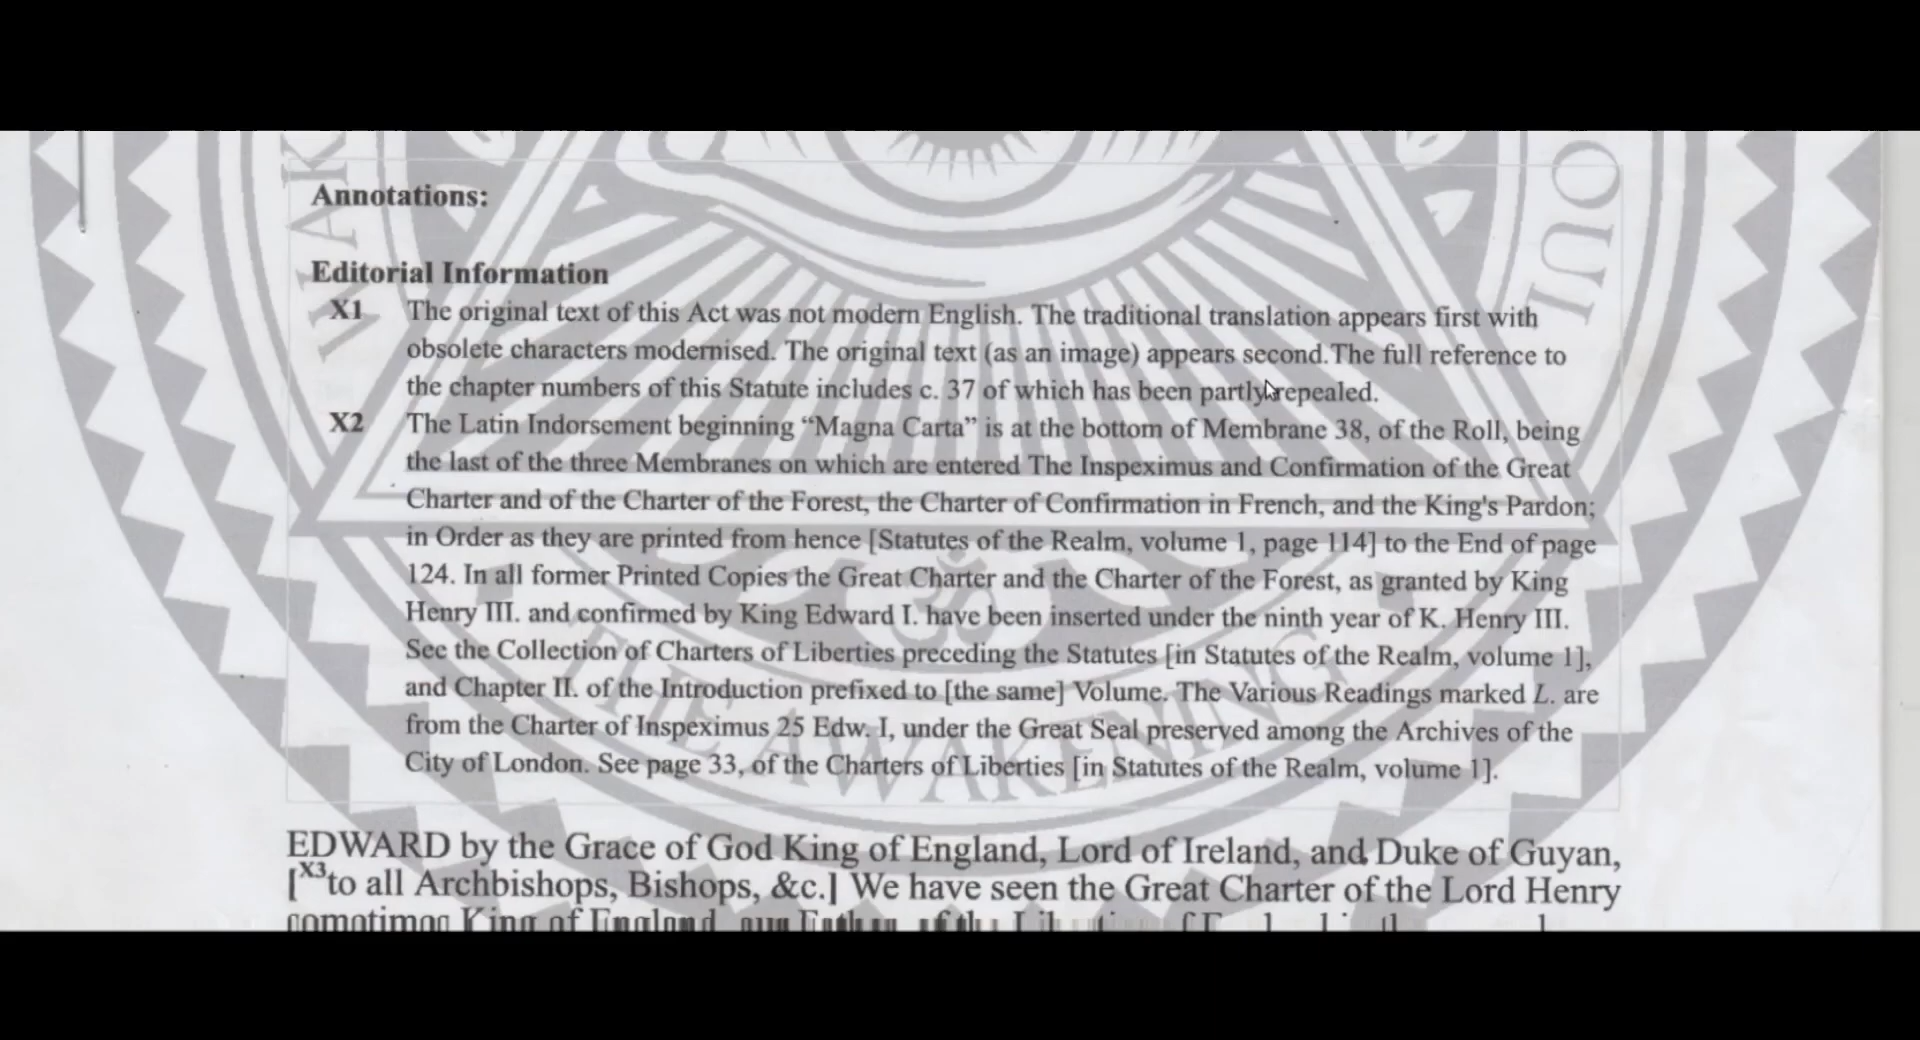 Annotations:
Editorial Information
X1 The original text of this Act was not modern English. The traditional translation appears first with
obsolete characters modernised. The original text (as an image) appears second.The full reference to
the chapter numbers of this Statute includes c. 37 of which has been partly repealed.
X2 The Latin Indorsement beginning “Magna Carta” is at the bottom of Membrane 38, of the Roll, being
the last of the three Membranes on which are entered The Inspeximus and Confirmation of the Great
Charter and of the Charter of the Forest, the Charter of Confirmation in French, and the King's Pardon;
in Order as they are printed from hence [Statutes of the Realm, volume 1, page 114] to the End of page
124. In all former Printed Copies the Great Charter and the Charter of the Forest, as granted by King
Henry III. and confirmed by King Edward I. have been inserted under the ninth year of K. Henry III.
See the Collection of Charters of Liberties preceding the Statutes [in Statutes of the Realm, volume 1],
and Chapter II. of the Introduction prefixed to [the same] Volume. The Various Readings marked L. are
from the Charter of Inspeximus 25 Edw. I, under the Great Seal preserved among the Archives of the
City of London. See page 33, of the Charters of Liberties [in Statutes of the Realm, volume 1].
EDWARD by the Grace of God King of England, Lord of Ireland, and Duke of Guyan,
[X3to all Archbishops, Bishops, &c.] We have seen the Great Charter of the Lord Henry
King of England
ॐ
THE AWAKENING